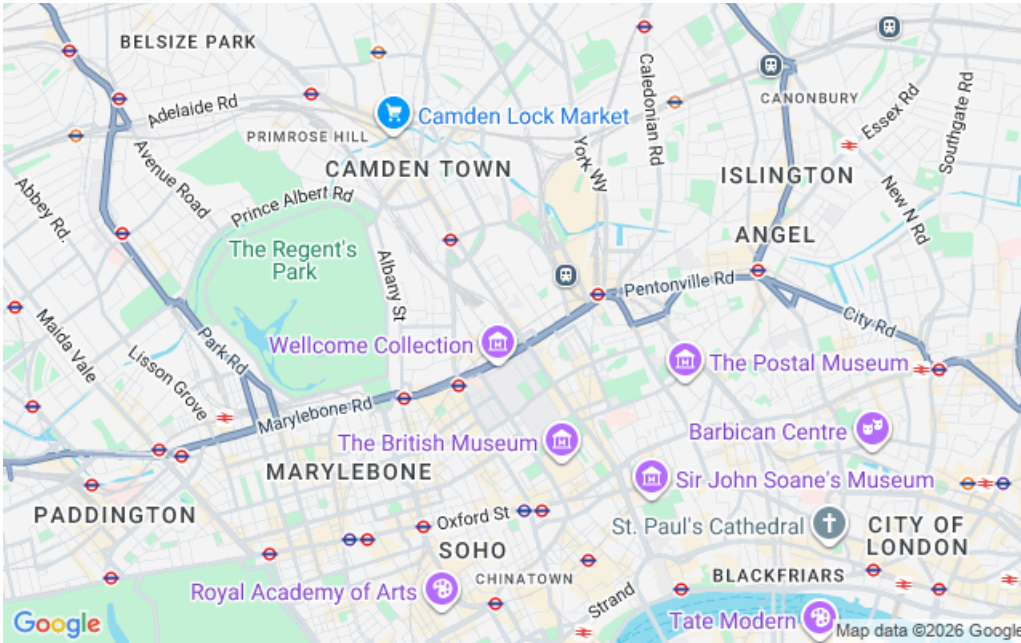 BELSIZE PARK
Adelaide Rd
Camden Lock Market
PRIMROSE HILL
CAMDEN TOWN
Caledonian Rd
York Wy
CANONBURY
Essex Rd
Southgate Rd
ISLINGTON
New N Rd
Abbey Rd.
Avenue Road
Prince Albert Rd
The Regent's
Park
Albany St
ANGEL
Pentonville Rd
City Rd
Maida Vale
Lisson Grove
Park Rd
Wellcome Collection
The Postal Museum
Marylebone Rd
The British Museum
Barbican Centre
MARYLEBONE
Sir John Soane's Museum
PADDINGTON
Oxford St
St. Paul's Cathedral
CITY OF
LONDON
SOHO
CHINATOWN
BLACKFRIARS
Royal Academy of Arts
Strand
Tate Modern
Google
Map data ©2026 Google